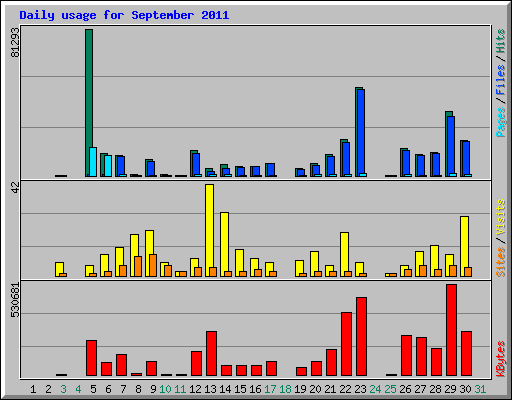 Daily usage for September 2011
81293
42
530681
Pages / Files / Hits
Sites / Visits
KBytes
1 2 3 4 5 6 7 8 9 10 11 12 13 14 15 16 17 18 19 20 21 22 23 24 25 26 27 28 29 30 31